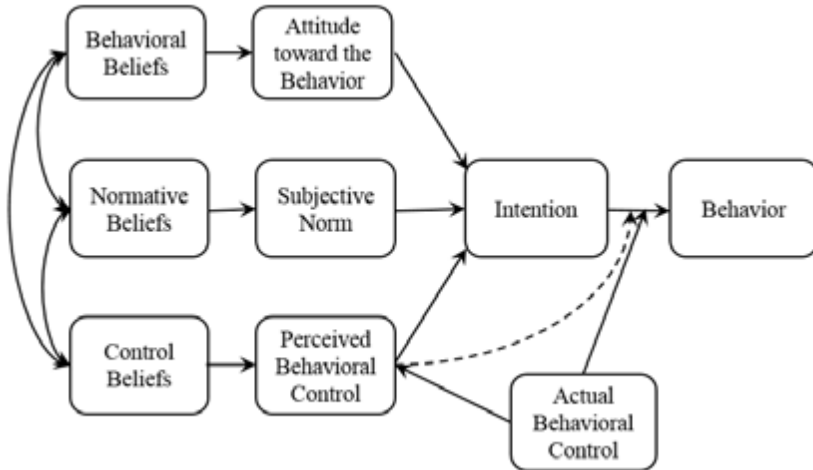 Behavioral
Beliefs
Attitude
toward the
Behavior
Normative
Beliefs
Subjective
Norm
Intention
Behavior
Control
Beliefs
Perceived
Behavioral
Control
Actual
Behavioral
Control